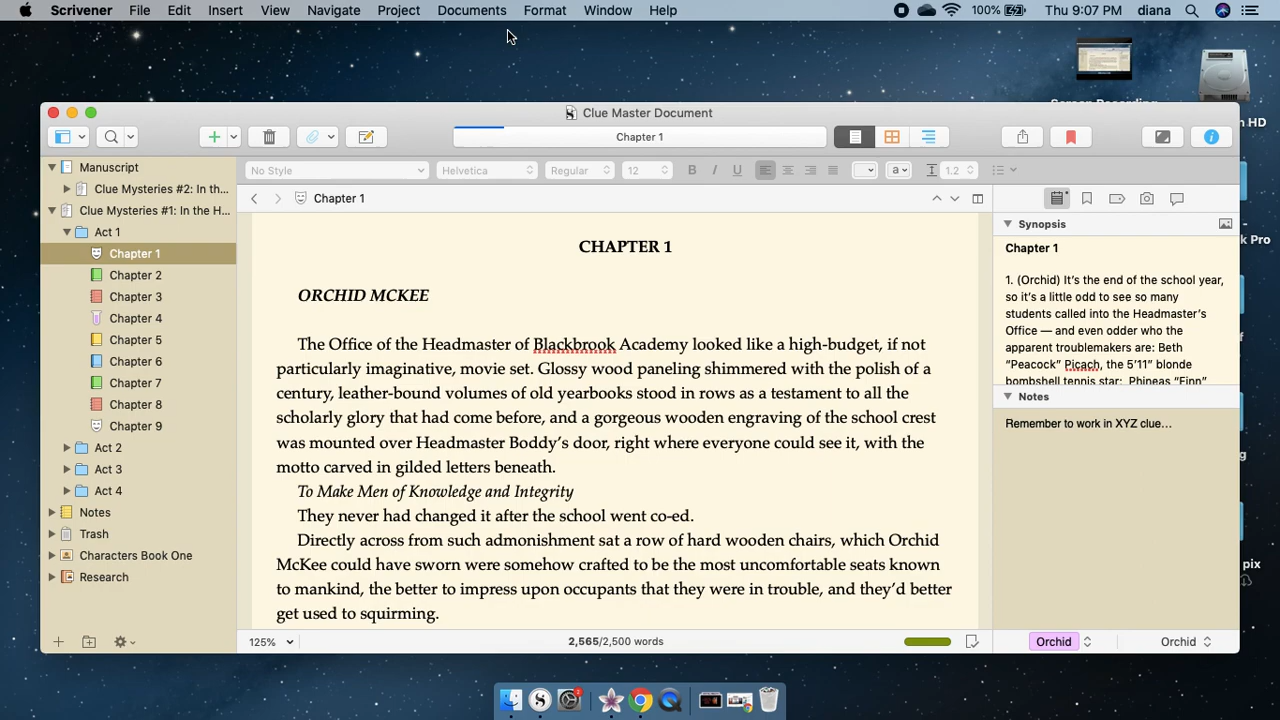 Scrivener File Edit Insert View Navigate Project Documents Format Window Help 100% Thu 9:07 PM diana
Clue Master Document
Chapter 1
No Style Helvetica Regular 12 B I U a 1.2
Manuscript
Clue Mysteries #2: In th...
Clue Mysteries #1: In the H...
Act 1
Chapter 1
Chapter 2
Chapter 3
Chapter 4
Chapter 5
Chapter 6
Chapter 7
Chapter 8
Chapter 9
Act 2
Act 3
Act 4
Notes
Trash
Characters Book One
Research
Chapter 1
CHAPTER 1
ORCHID MCKEE
The Office of the Headmaster of Blackbrook Academy looked like a high-budget, if not
particularly imaginative, movie set. Glossy wood paneling shimmered with the polish of a
century, leather-bound volumes of old yearbooks stood in rows as a testament to all the
scholarly glory that had come before, and a gorgeous wooden engraving of the school crest
was mounted over Headmaster Boddy's door, right where everyone could see it, with the
motto carved in gilded letters beneath.
To Make Men of Knowledge and Integrity
They never had changed it after the school went co-ed.
Directly across from such admonishment sat a row of hard wooden chairs, which Orchid
McKee could have sworn were somehow crafted to be the most uncomfortable seats known
to mankind, the better to impress upon occupants that they were in trouble, and they'd better
get used to squirming.
125%
2,565/2,500 words
Synopsis
Chapter 1
1. (Orchid) It's the end of the school year,
so it's a little odd to see so many
students called into the Headmaster's
Office — and even odder who the
apparent troublemakers are: Beth
"Peacock" Picach, the 5'11" blonde
bombshell tennis star; Phineas "Finn"
Notes
Remember to work in XYZ clue...
Orchid
Orchid
HD
Pro
pix